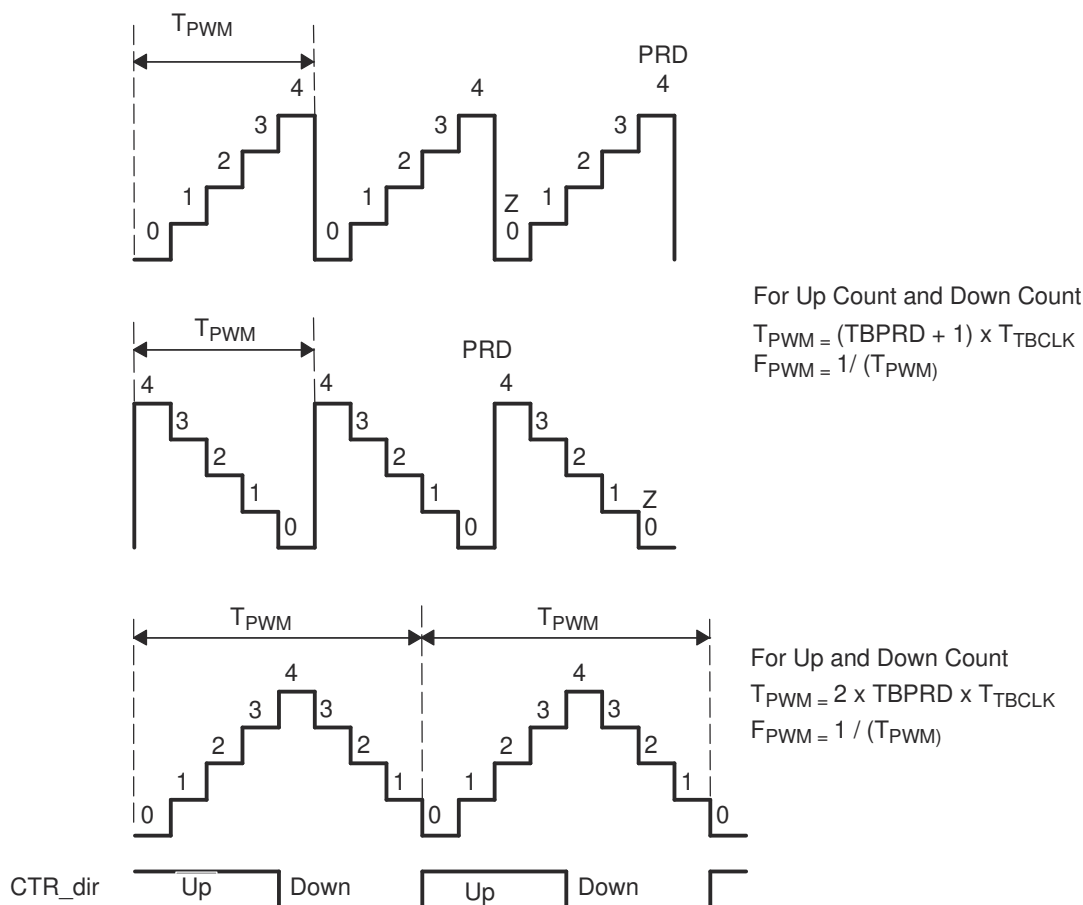 TPWM
PRD
4 4 4
3 3 3
2 2 2
1 1 1
Z
0 0 0
For Up Count and Down Count
TPWM = (TBPRD + 1) x TTBCLK
FPWM = 1/ (TPWM)
TPWM
PRD
4 4 4
3 3 3
2 2 2
1 1 1
Z
0 0 0
TPWM TPWM
For Up and Down Count
TPWM = 2 x TBPRD x TTBCLK
FPWM = 1 / (TPWM)
4 4
3 3 3 3
2 2 2 2
1 1 1 1
0 0 0
CTR_dir Up Down Up Down